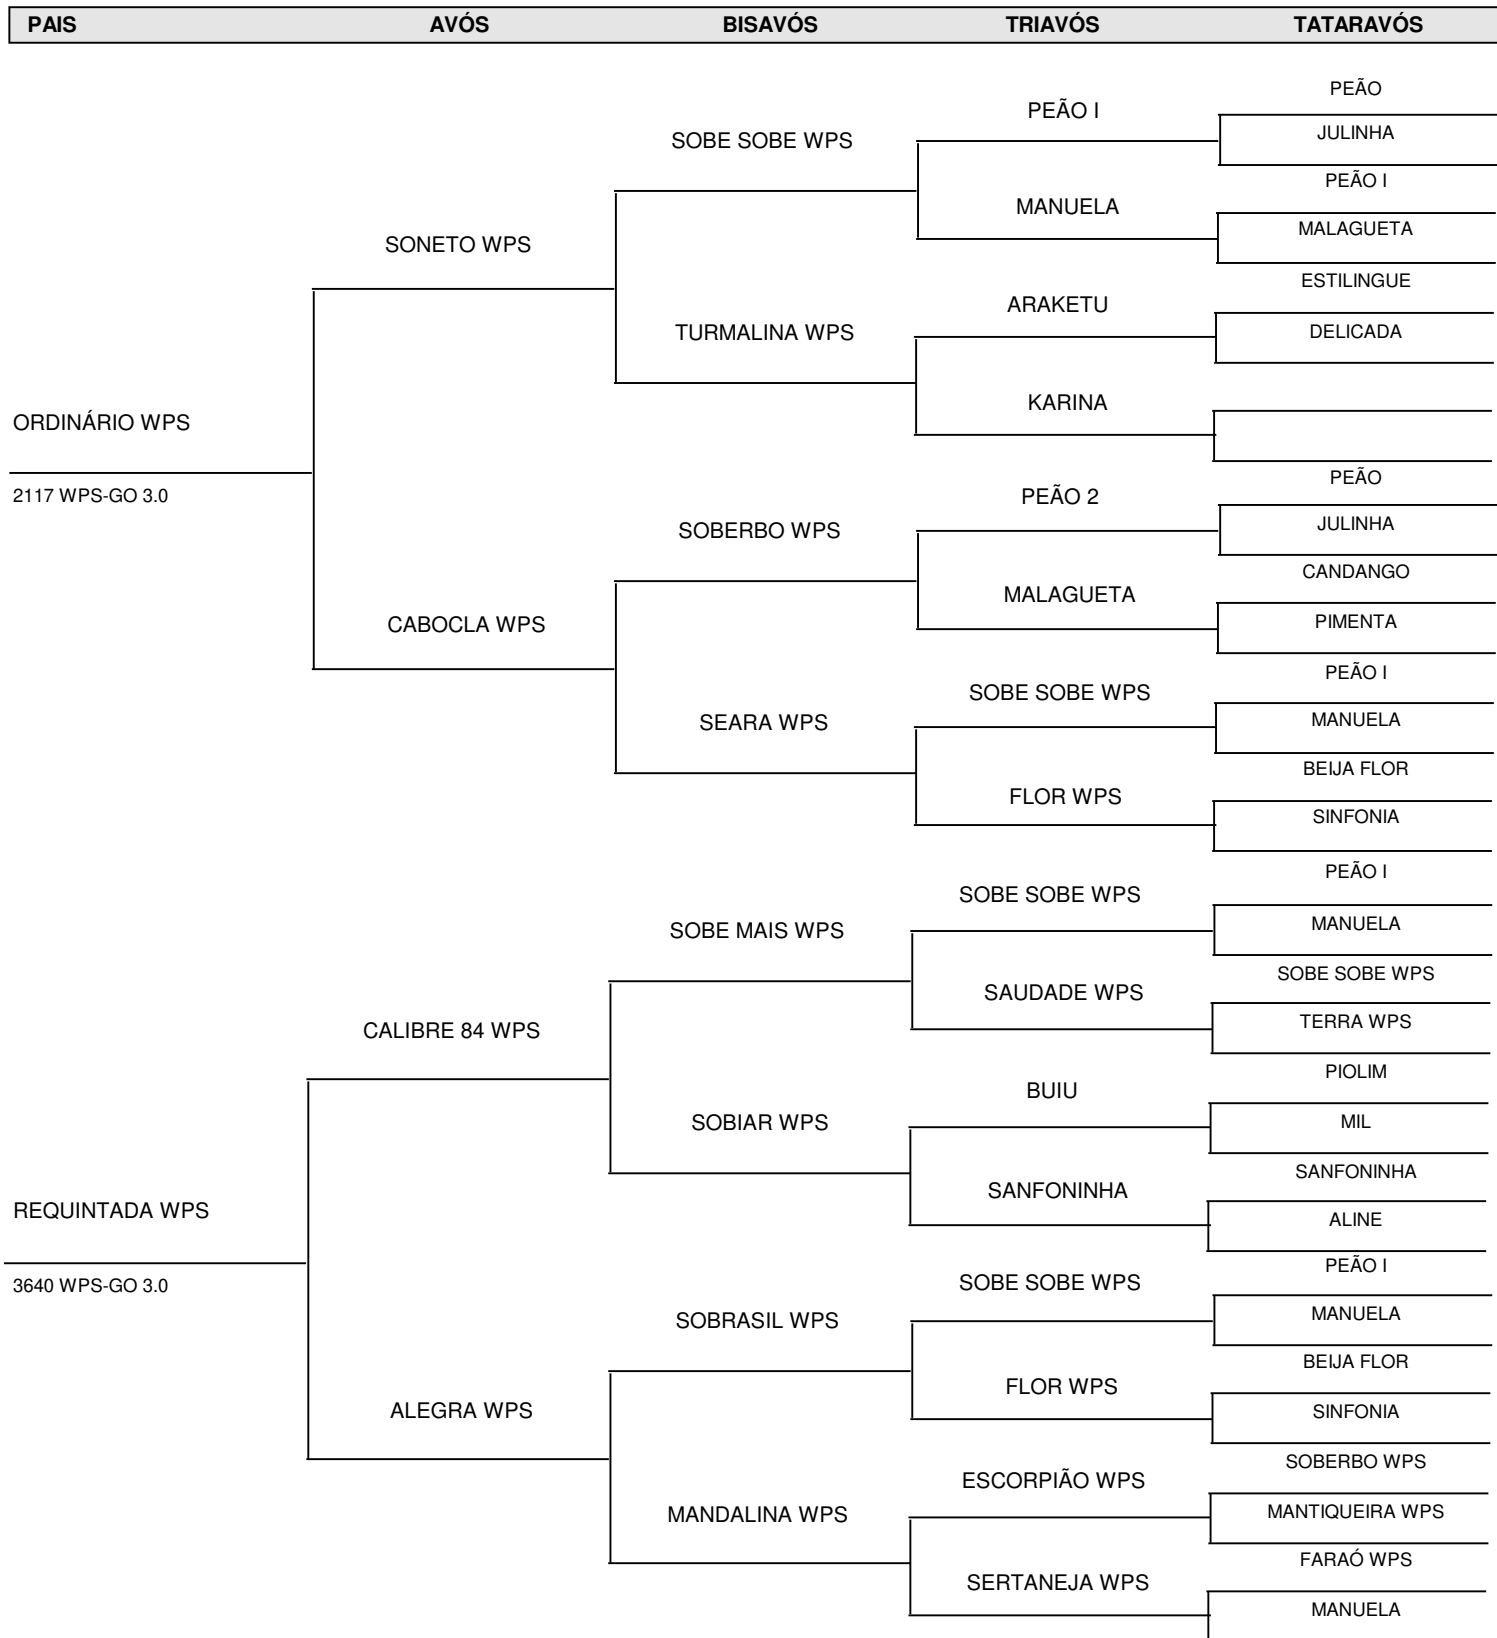 PAIS AVÓS BISAVÓS TRIAVÓS TATARAVÓS
PEÃO
PEÃO I
JULINHA
SOBE SOBE WPS
PEÃO I
MANUELA
MALAGUETA
SONETO WPS
ESTILINGUE
ARAKETU
TURMALINA WPS
DELICADA
KARINA
ORDINÁRIO WPS
PEÃO
2117 WPS-GO 3.0
PEÃO 2
JULINHA
SOBERBO WPS
CANDANGO
MALAGUETA
CABOCLA WPS
PIMENTA
PEÃO I
SOBE SOBE WPS
SEARA WPS
MANUELA
BEIJA FLOR
FLOR WPS
SINFONIA
PEÃO I
SOBE SOBE WPS
SOBE MAIS WPS
MANUELA
SOBE SOBE WPS
SAUDADE WPS
CALIBRE 84 WPS
TERRA WPS
PIOLIM
BUIU
SOBIAR WPS
MIL
SANFONINHA
SANFONINHA
REQUINTADA WPS
ALINE
PEÃO I
3640 WPS-GO 3.0
SOBE SOBE WPS
SOBRASIL WPS
MANUELA
BEIJA FLOR
FLOR WPS
ALEGRA WPS
SINFONIA
SOBERBO WPS
ESCORPIÃO WPS
MANDALINA WPS
MANTIQUEIRA WPS
FARAÓ WPS
SERTANEJA WPS
MANUELA